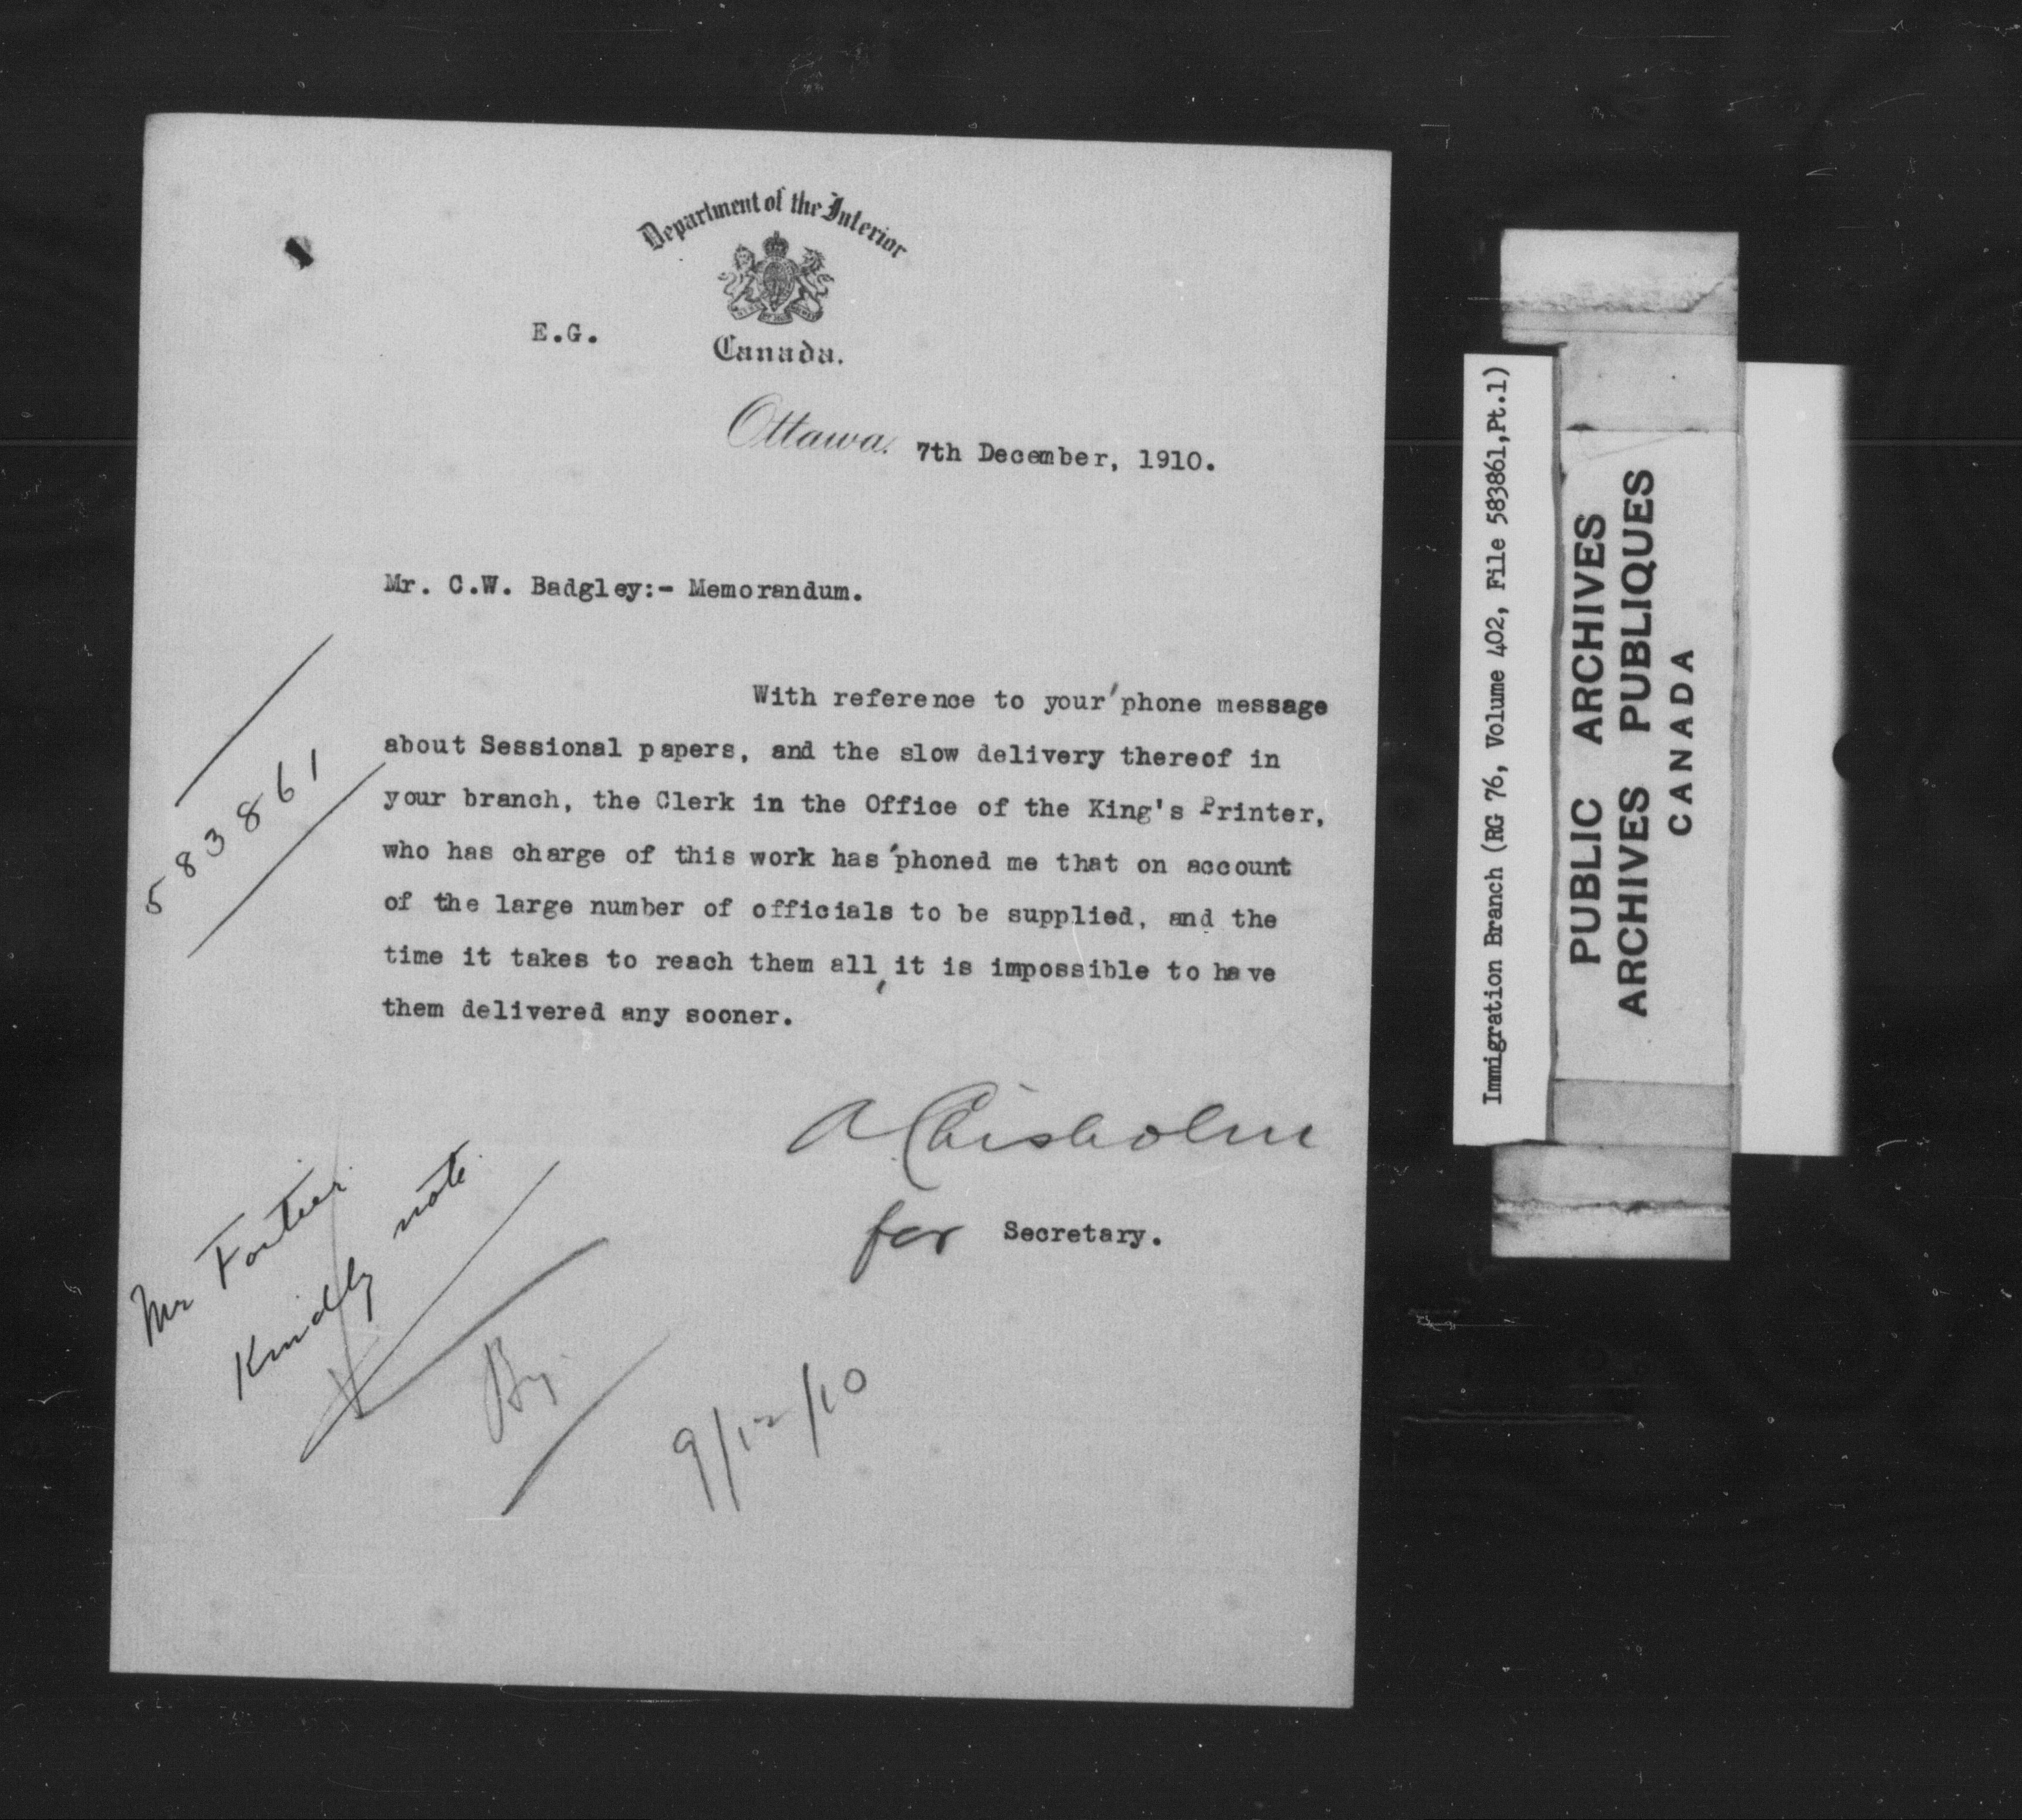 Department of the Interior
E.G.
Canada.
Ottawa. 7th December, 1910.
Mr. C.W. Badgley:- Memorandum.
583861
With reference to your 'phone message
about Sessional papers, and the slow delivery thereof in
your branch, the Clerk in the Office of the King's Printer,
who has charge of this work has 'phoned me that on account
of the large number of officials to be supplied, and the
time it takes to reach them all, it is impossible to have
them delivered any sooner.
A Chisholm
for Secretary.
Mr Fortier
Kindly note
9/12/10
Immigration Branch (RG 76, Volume 402, File 583861,Pt.1)
PUBLIC ARCHIVES
ARCHIVES PUBLIQUES
CANADA